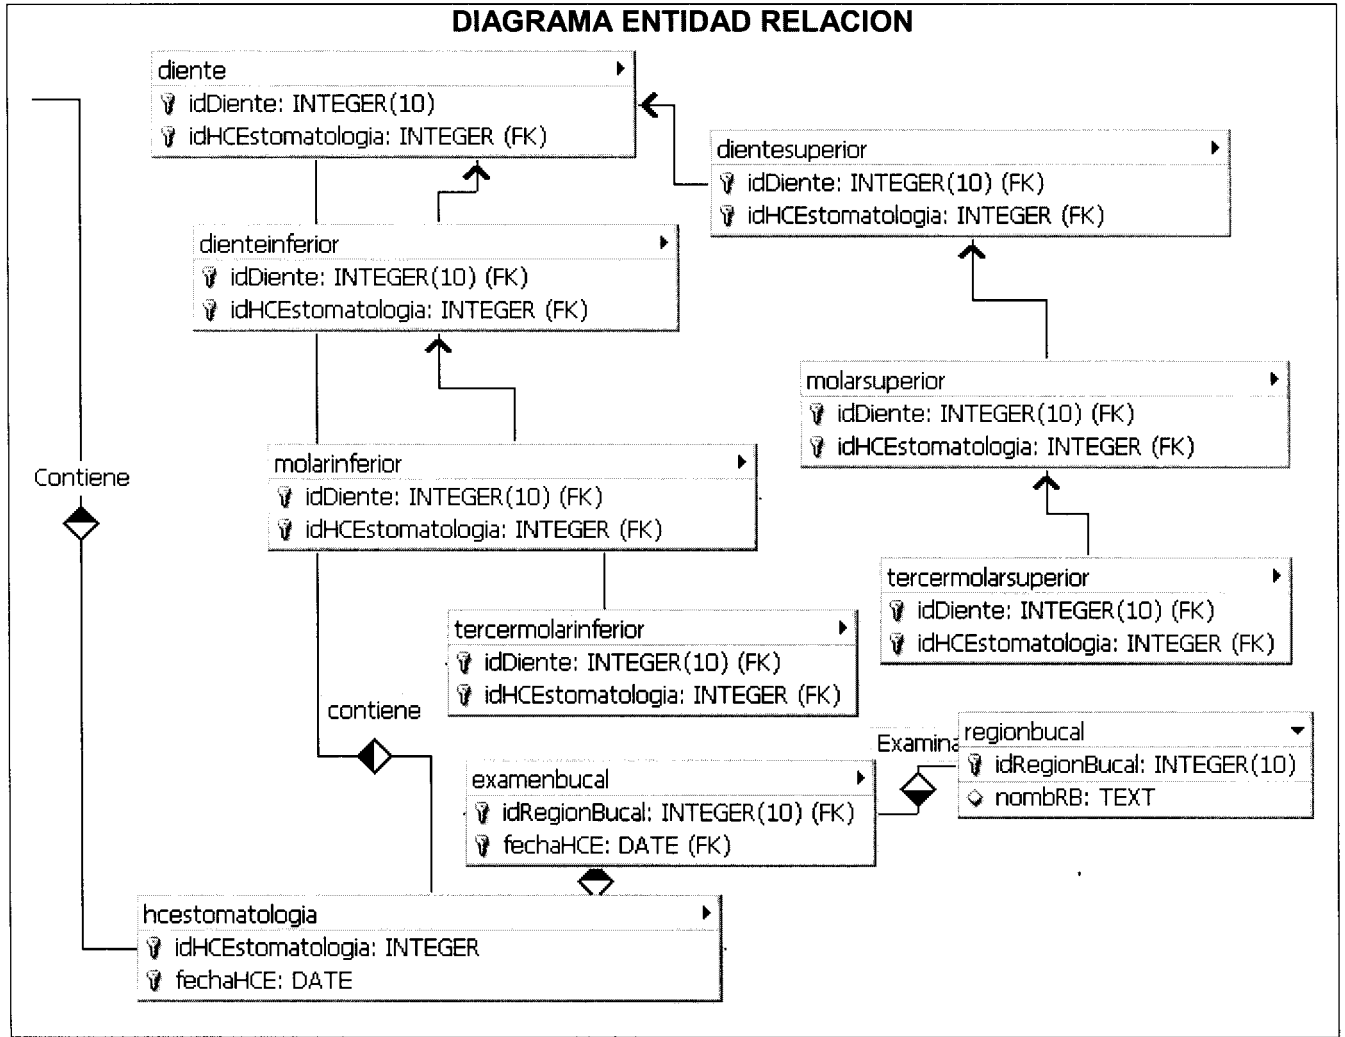 DIAGRAMA ENTIDAD RELACION
diente
idDiente: INTEGER(10)
idHCEstomatologia: INTEGER (FK)
dientesuperior
idDiente: INTEGER(10) (FK)
idHCEstomatologia: INTEGER (FK)
dienteinferior
idDiente: INTEGER(10) (FK)
idHCEstomatologia: INTEGER (FK)
molarsuperior
idDiente: INTEGER(10) (FK)
idHCEstomatologia: INTEGER (FK)
molarinferior
idDiente: INTEGER(10) (FK)
idHCEstomatologia: INTEGER (FK)
Contiene
tercermolarsuperior
idDiente: INTEGER(10) (FK)
idHCEstomatologia: INTEGER (FK)
tercermolarinferior
idDiente: INTEGER(10) (FK)
idHCEstomatologia: INTEGER (FK)
contiene
Examina
regionbucal
idRegionBucal: INTEGER(10)
nombRB: TEXT
examenbucal
idRegionBucal: INTEGER(10) (FK)
fechaHCE: DATE (FK)
hcestomatologia
idHCEstomatologia: INTEGER
fechaHCE: DATE